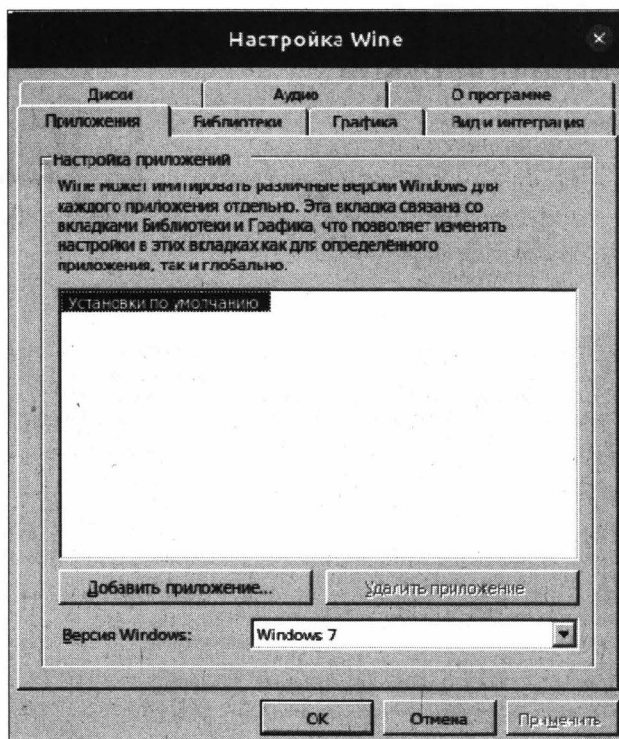 Настройка Wine
Диски Аудио О программе
Приложения Библиотеки Графика Вид и интеграция
Настройка приложений
Wine может имитировать различные версии Windows для
каждого приложения отдельно. Эта вкладка связана со
вкладками Библиотеки и Графика, что позволяет изменять
настройки в этих вкладках как для определённого
приложения, так и глобально.
Установки по умолчанию
Добавить приложение... Удалить приложение
Версия Windows: Windows 7
ОК Отмена Применить